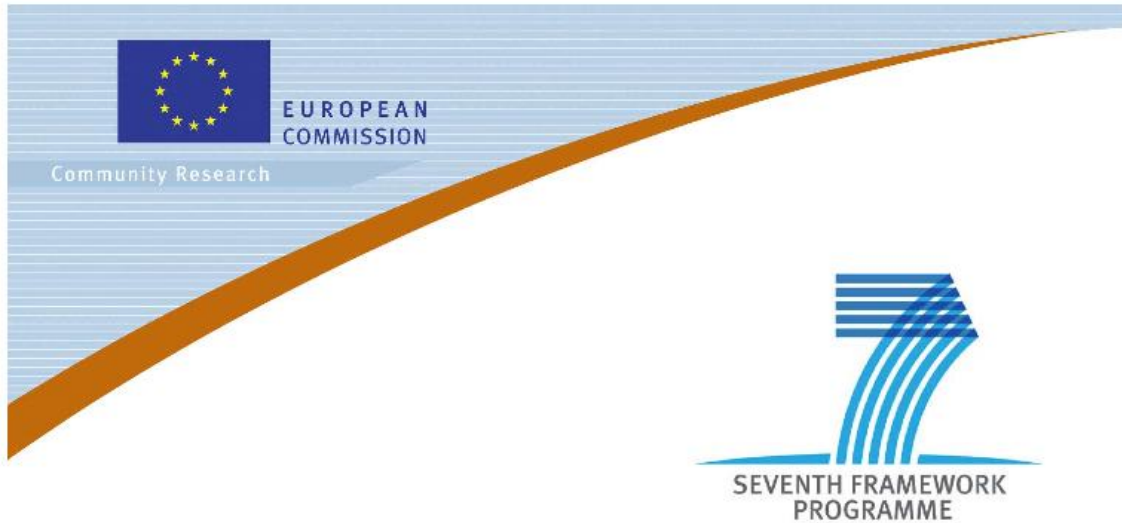 EUROPEAN
COMMISSION
Community Research
SEVENTH FRAMEWORK
PROGRAMME